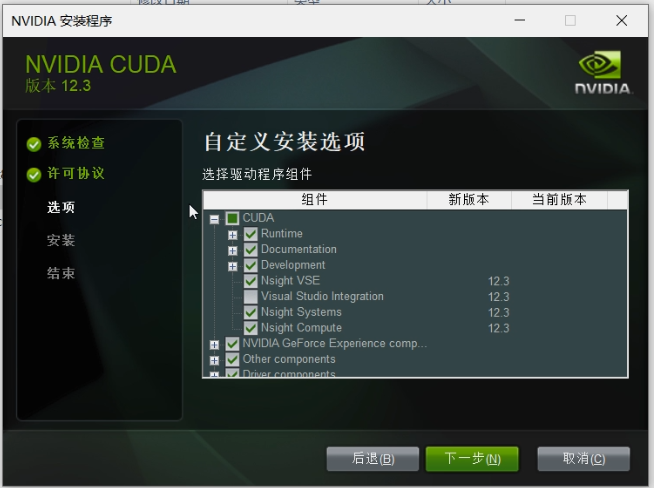 NVIDIA 安装程序
NVIDIA CUDA
版本 12.3
NVIDIA.
系统检查
许可协议
选项
安装
结束
自定义安装选项
选择驱动程序组件
组件 新版本 当前版本
CUDA
Runtime
Documentation
Development
Nsight VSE 12.3
Visual Studio Integration 12.3
Nsight Systems 12.3
Nsight Compute 12.3
NVIDIA GeForce Experience comp...
Other components
Driver components
后退(B) 下一步(N) 取消(C)